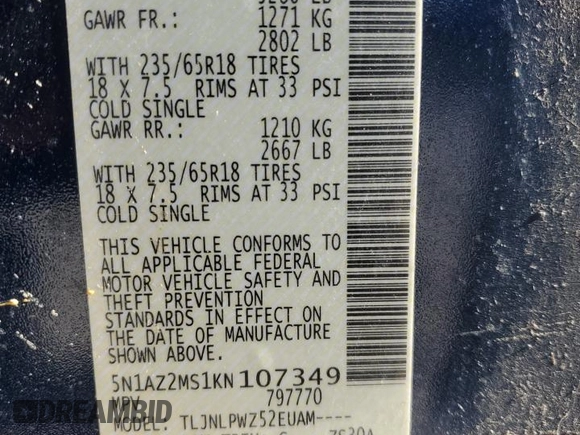 GAWR FR.: 1271 KG
2802 LB
WITH 235/65R18 TIRES
18 X 7.5 RIMS AT 33 PSI
COLD SINGLE
GAWR RR.: 1210 KG
2667 LB
WITH 235/65R18 TIRES
18 X 7.5 RIMS AT 33 PSI
COLD SINGLE
THIS VEHICLE CONFORMS TO
ALL APPLICABLE FEDERAL
MOTOR VEHICLE SAFETY AND
THEFT PREVENTION
STANDARDS IN EFFECT ON
THE DATE OF MANUFACTURE
SHOWN ABOVE.
5N1AZ2MS1KN107349
MPV 797770
MODEL TLJNLPWZ52EUAM----